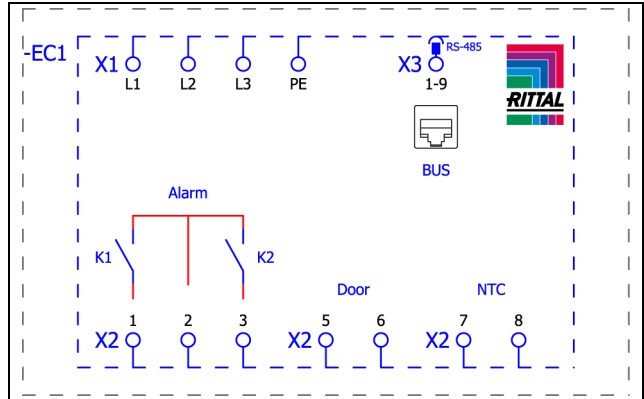 -EC1
X1 X3 RS-485
L1 L2 L3 PE 1-9
RITTAL
BUS
Alarm
K1 K2
Door NTC
1 2 3 5 6 7 8
X2 X2 X2